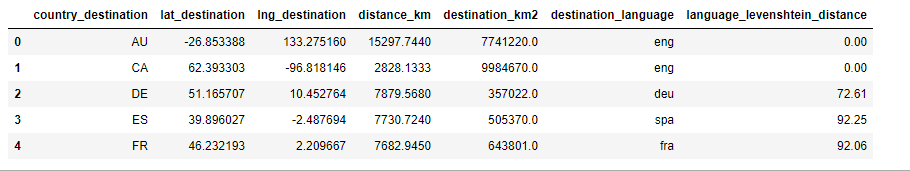 country_destination lat_destination lng_destination distance_km destination_km2 destination_language language_levenshtein_distance
0 AU -26.853388 133.275160 15297.7440 7741220.0 eng 0.00
1 CA 62.393303 -96.818146 2828.1333 9984670.0 eng 0.00
2 DE 51.165707 10.452764 7879.5680 357022.0 deu 72.61
3 ES 39.896027 -2.487694 7730.7240 505370.0 spa 92.25
4 FR 46.232193 2.209667 7682.9450 643801.0 fra 92.06